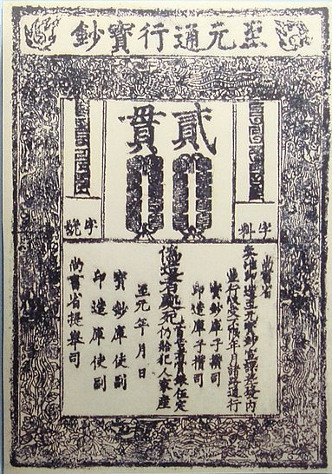 至元通行寶鈔
貳貫
字料
字號
尚書省
奏准印造至元寶鈔宣課差役內
並行收受不限年月諸路通行
寶鈔庫子攢司
印造庫子攢司
偽造者處死
首告者賞銀伍定
仍給犯人家產
至元年月日
寶鈔庫使副
印造庫使副
尚書省提舉司